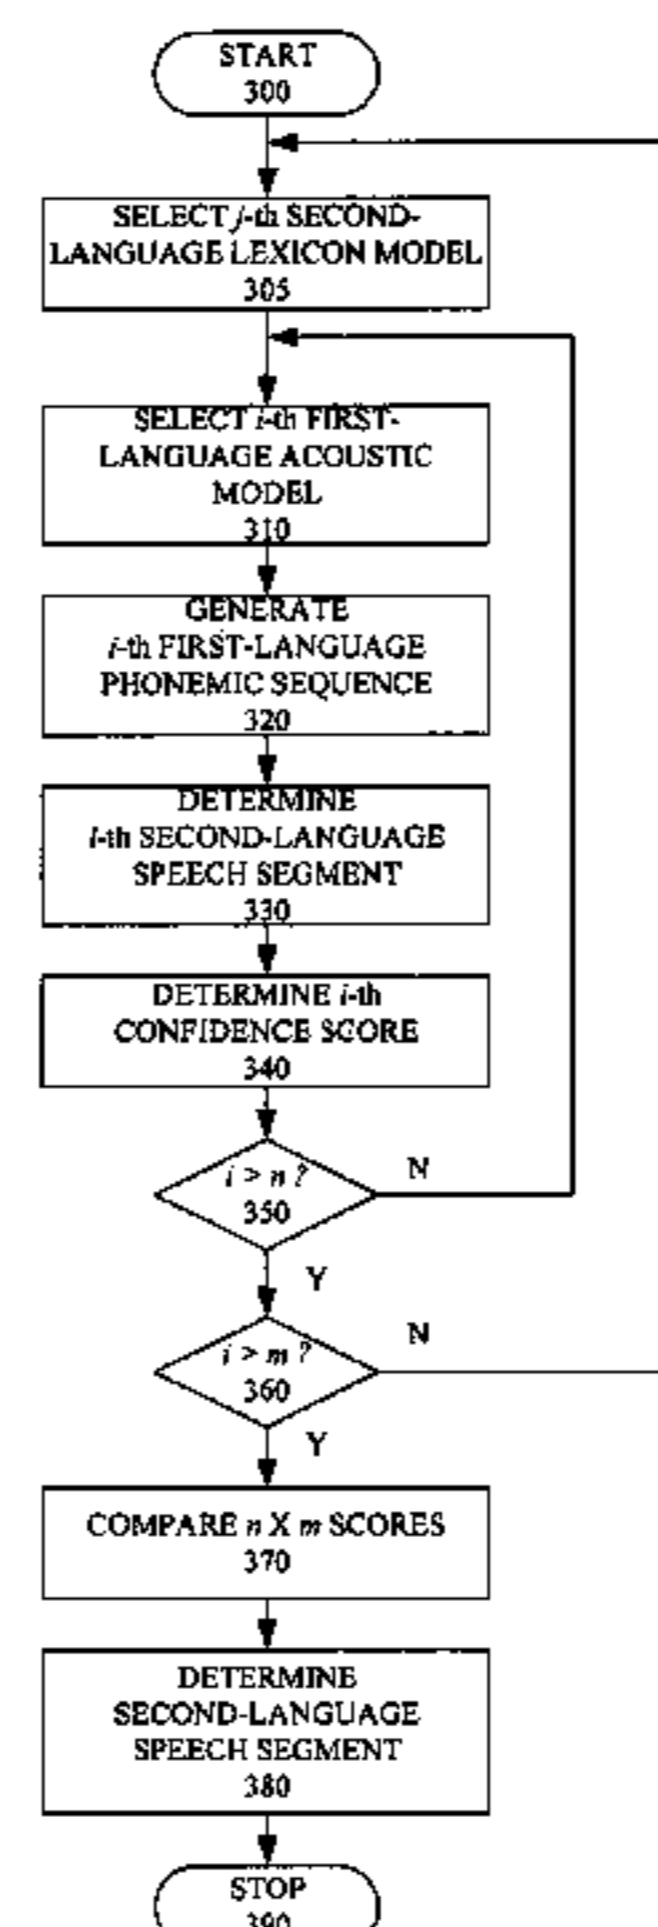 START
300
SELECT j-th SECOND-
LANGUAGE LEXICON MODEL
305
SELECT i-th FIRST-
LANGUAGE ACOUSTIC
MODEL
310
GENERATE
i-th FIRST-LANGUAGE
PHONEMIC SEQUENCE
320
DETERMINE
i-th SECOND-LANGUAGE
SPEECH SEGMENT
330
DETERMINE i-th
CONFIDENCE SCORE
340
i > n ?
350
N
Y
i > m ?
360
N
Y
COMPARE n X m SCORES
370
DETERMINE
SECOND-LANGUAGE
SPEECH SEGMENT
380
STOP
390